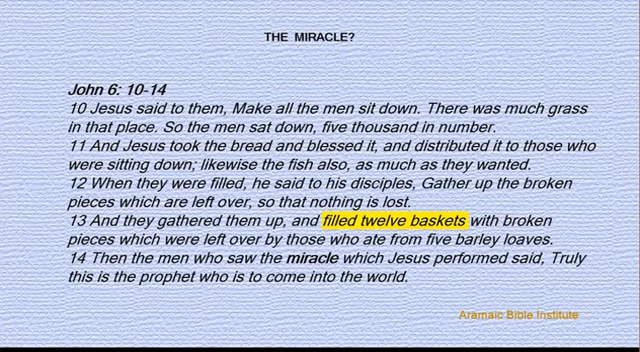 THE MIRACLE?
John 6: 10-14
10 Jesus said to them, Make all the men sit down. There was much grass
in that place. So the men sat down, five thousand in number.
11 And Jesus took the bread and blessed it, and distributed it to those who
were sitting down; likewise the fish also, as much as they wanted.
12 When they were filled, he said to his disciples, Gather up the broken
pieces which are left over, so that nothing is lost.
13 And they gathered them up, and filled twelve baskets with broken
pieces which were left over by those who ate from five barley loaves.
14 Then the men who saw the miracle which Jesus performed said, Truly
this is the prophet who is to come into the world.
Aramaic Bible Institute